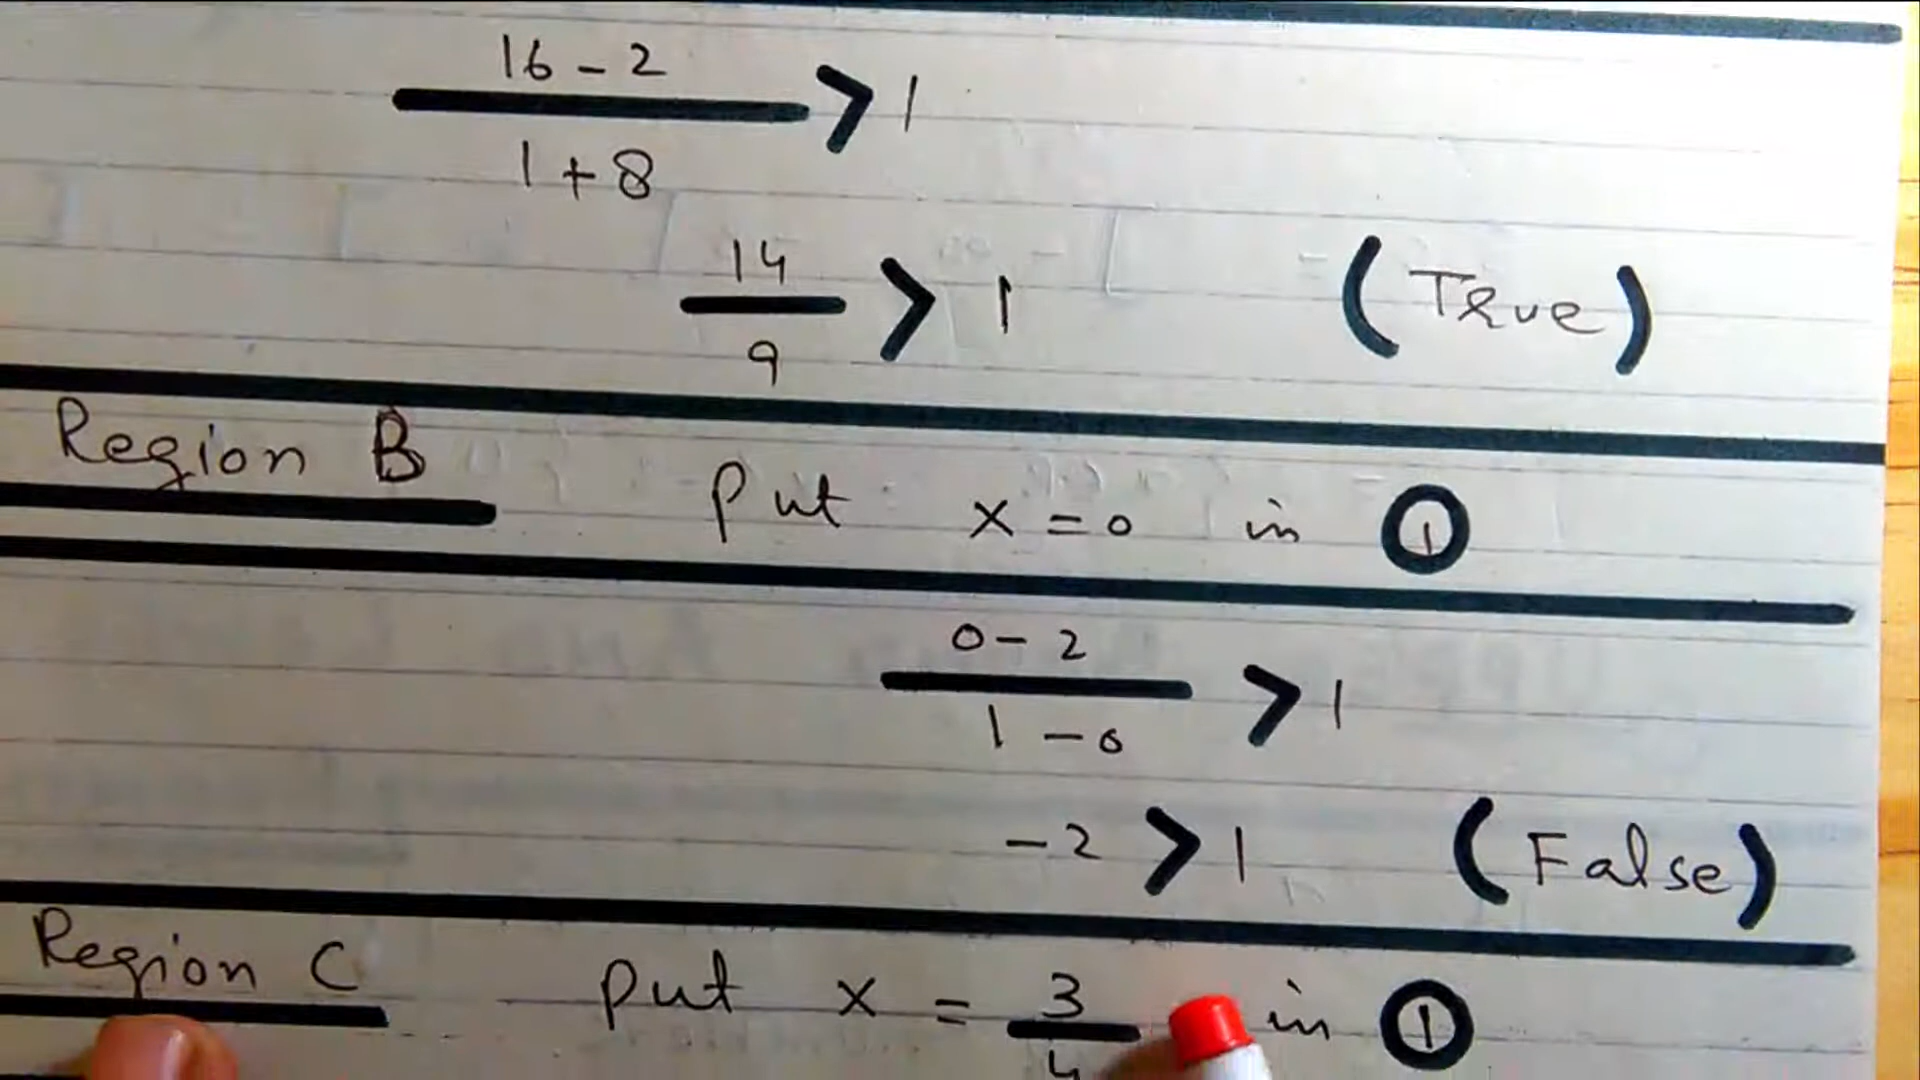 16 - 2
> 1
1 + 8
14
> 1 (True)
9
Region B Put x = 0 in ①
0 - 2
> 1
1 - 0
- 2 > 1 (False)
Region C Put x = 3 in ①
4